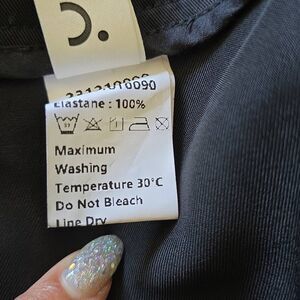 Elastane : 100%
Maximum
Washing
Temperature 30°C
Do Not Bleach
Line Dry